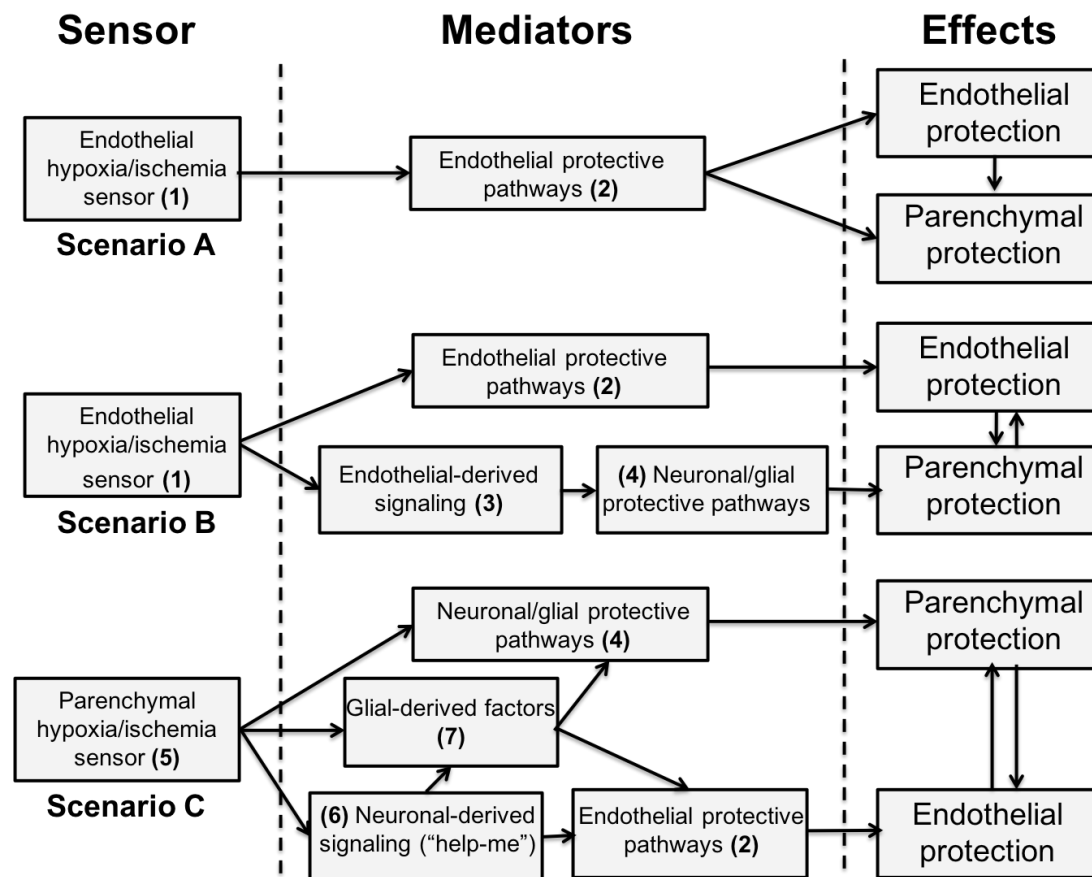 Sensor
Mediators
Effects
Endothelial
hypoxia/ischemia
sensor (1)
Scenario A
Endothelial protective
pathways (2)
Endothelial
protection
Parenchymal
protection
Endothelial
hypoxia/ischemia
sensor (1)
Scenario B
Endothelial protective
pathways (2)
Endothelial-derived
signaling (3)
(4) Neuronal/glial
protective pathways
Endothelial
protection
Parenchymal
protection
Parenchymal
hypoxia/ischemia
sensor (5)
Scenario C
Neuronal/glial protective
pathways (4)
Glial-derived factors
(7)
(6) Neuronal-derived
signaling (“help-me”)
Endothelial protective
pathways (2)
Parenchymal
protection
Endothelial
protection